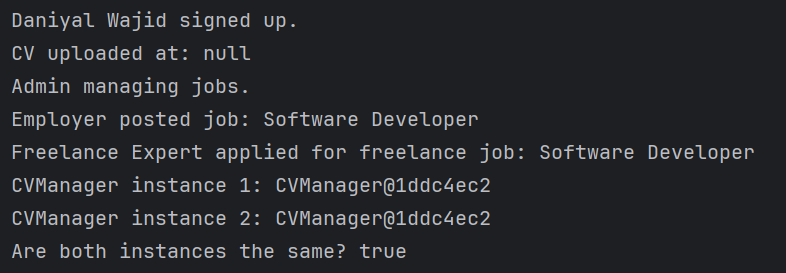 Daniyal Wajid signed up.
CV uploaded at: null
Admin managing jobs.
Employer posted job: Software Developer
Freelance Expert applied for freelance job: Software Developer
CVManager instance 1: CVManager@1ddc4ec2
CVManager instance 2: CVManager@1ddc4ec2
Are both instances the same? true